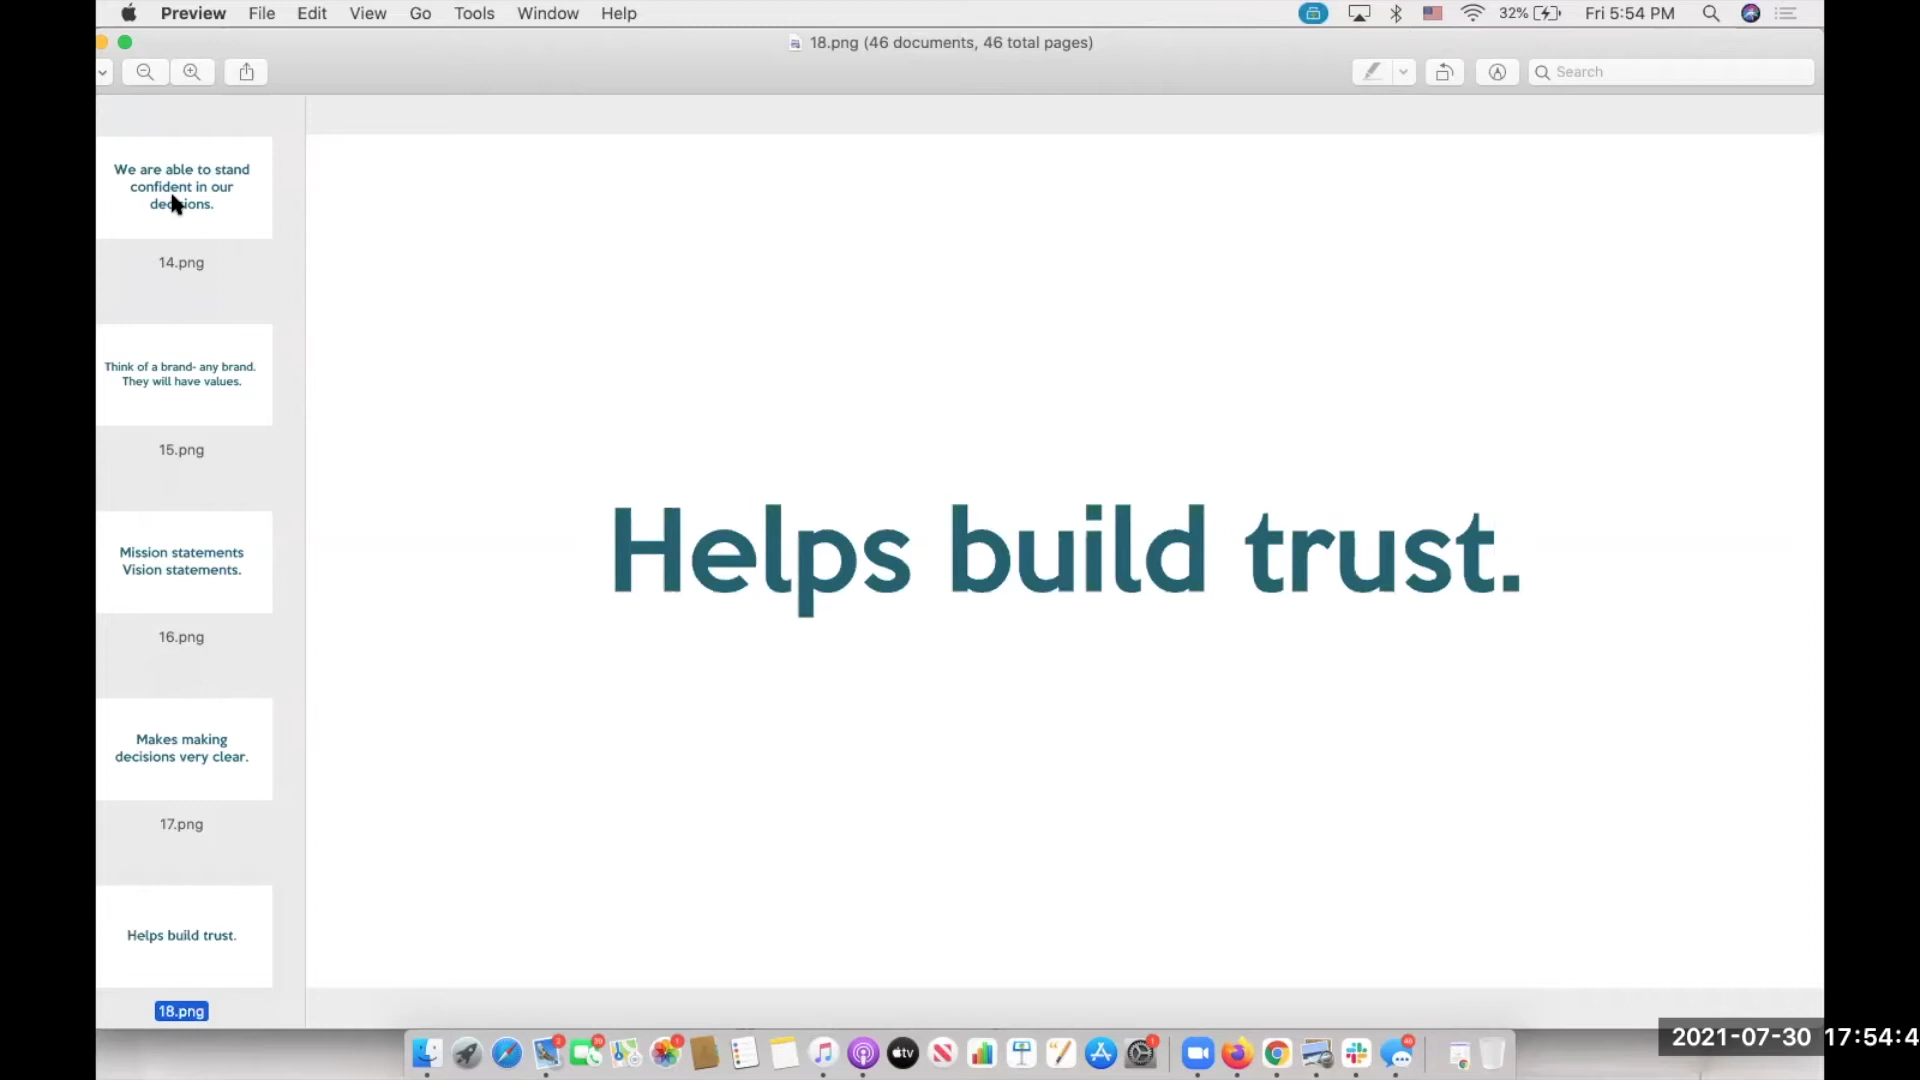 Preview File Edit View Go Tools Window Help
32% Fri 5:54 PM
18.png (46 documents, 46 total pages)
Search
We are able to stand
confident in our
decisions.
14.png
Think of a brand- any brand.
They will have values.
15.png
Mission statements
Vision statements.
16.png
Makes making
decisions very clear.
17.png
Helps build trust.
18.png
Helps build trust.
tv
2021-07-30 17:54:4